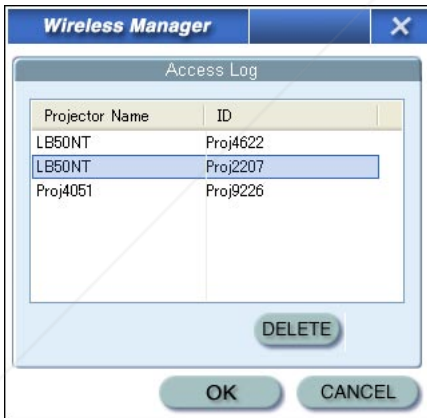 Wireless Manager
Access Log
Projector Name ID
LB50NT Proj4622
LB50NT Proj2207
Proj4051 Proj9226
DELETE
OK CANCEL